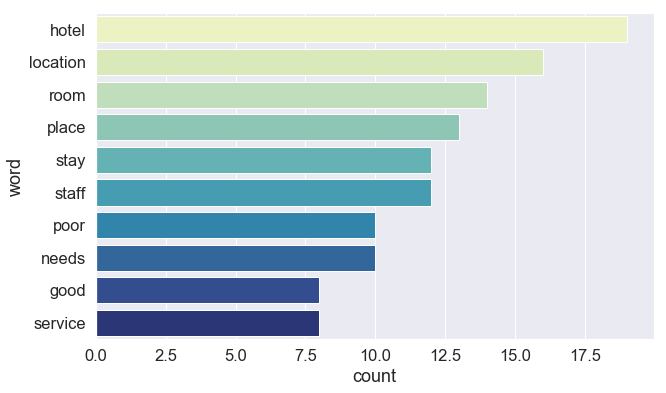 hotel
location
room
place
stay
staff
poor
needs
good
service
word
0.0 2.5 5.0 7.5 10.0 12.5 15.0 17.5
count